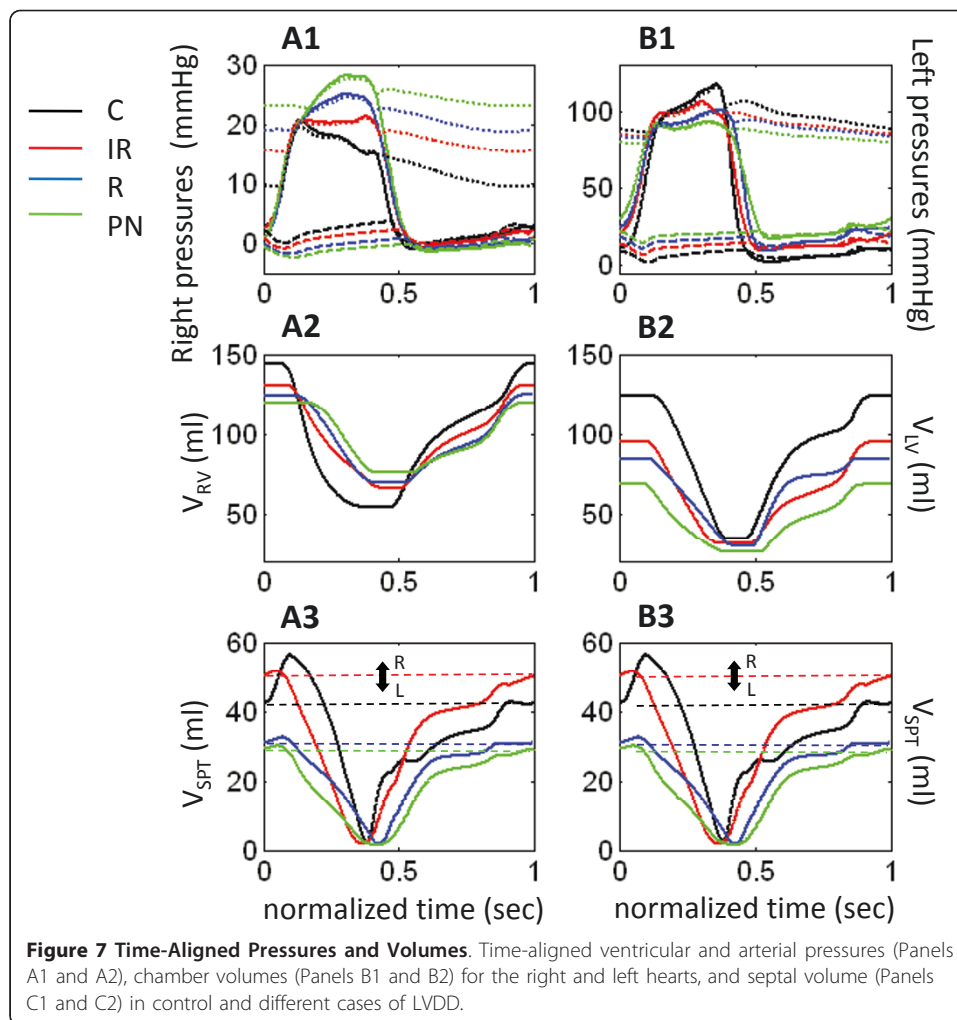 A1
B1
C
IR
R
PN
Right pressures (mmHg)
30
20
10
0
0
0.5
1
Left pressures (mmHg)
100
50
0
0
0.5
1
A2
B2
V_RV (ml)
150
100
50
0
0.5
1
V_LV (ml)
150
100
50
0
0.5
1
A3
B3
V_SPT (ml)
60
40
20
0
0
0.5
1
R
L
V_SPT (ml)
60
40
20
0
0
0.5
1
R
L
normalized time (sec)
normalized time (sec)
Figure 7 Time-Aligned Pressures and Volumes. Time-aligned ventricular and arterial pressures (Panels
A1 and A2), chamber volumes (Panels B1 and B2) for the right and left hearts, and septal volume (Panels
C1 and C2) in control and different cases of LVDD.